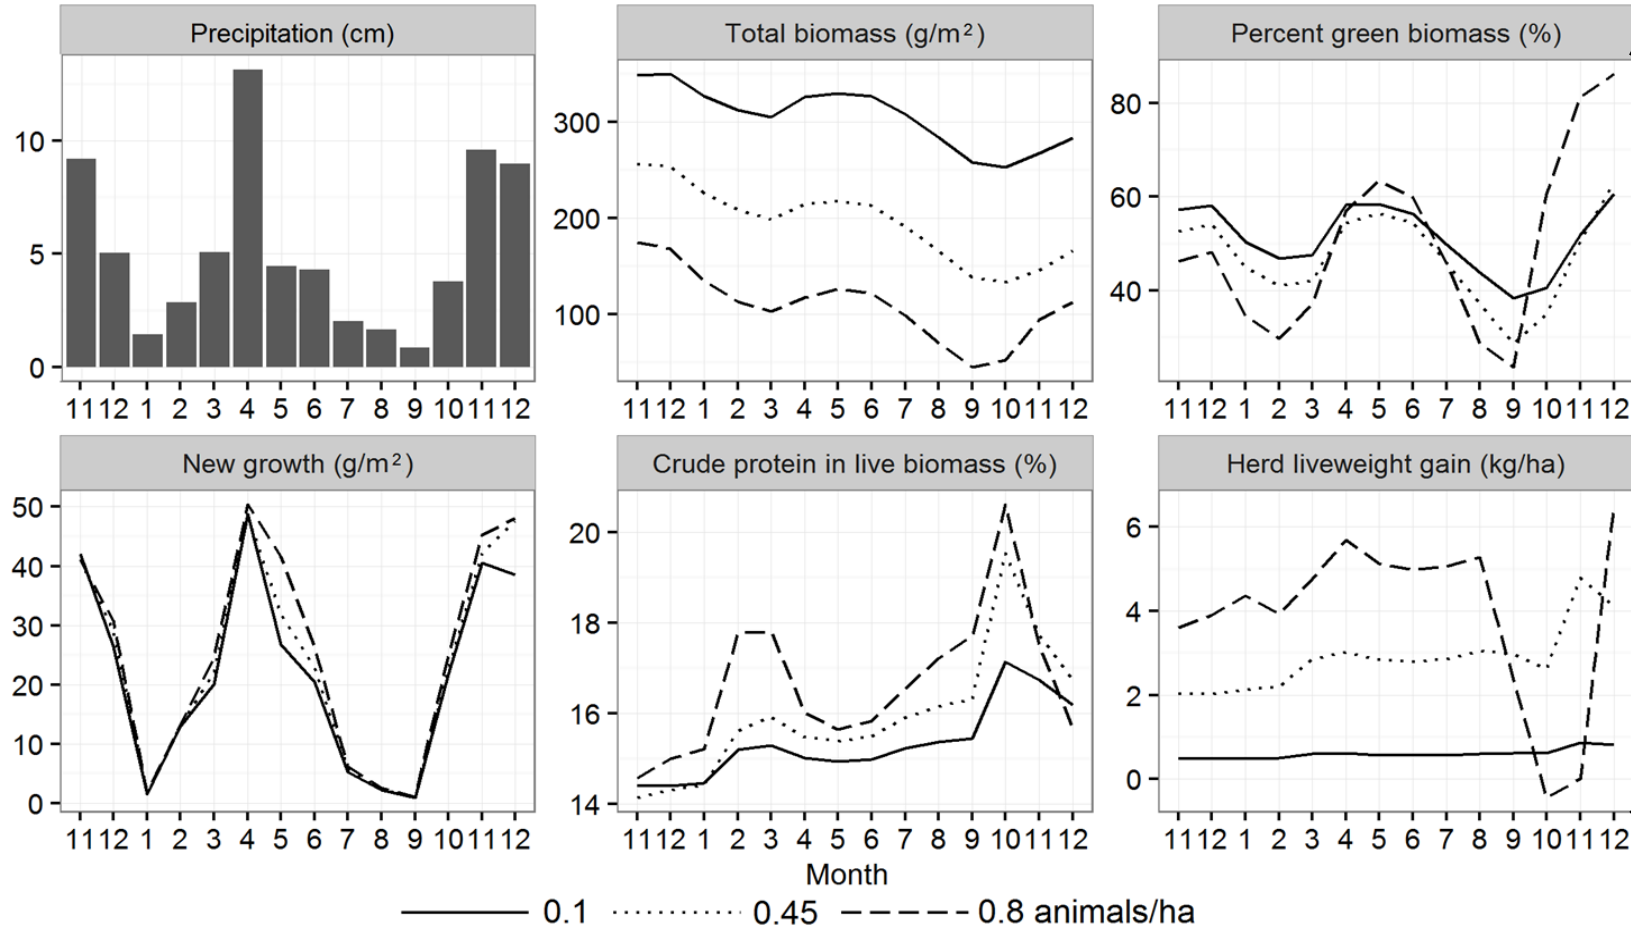 Precipitation (cm)
10
5
0
11 12 1 2 3 4 5 6 7 8 9 10 11 12
Total biomass (g/m²)
300
200
100
11 12 1 2 3 4 5 6 7 8 9 10 11 12
Percent green biomass (%)
80
60
40
11 12 1 2 3 4 5 6 7 8 9 10 11 12
New growth (g/m²)
50
40
30
20
10
0
11 12 1 2 3 4 5 6 7 8 9 10 11 12
Crude protein in live biomass (%)
20
18
16
14
11 12 1 2 3 4 5 6 7 8 9 10 11 12
Herd liveweight gain (kg/ha)
6
4
2
0
11 12 1 2 3 4 5 6 7 8 9 10 11 12
Month
0.1 0.45 0.8 animals/ha